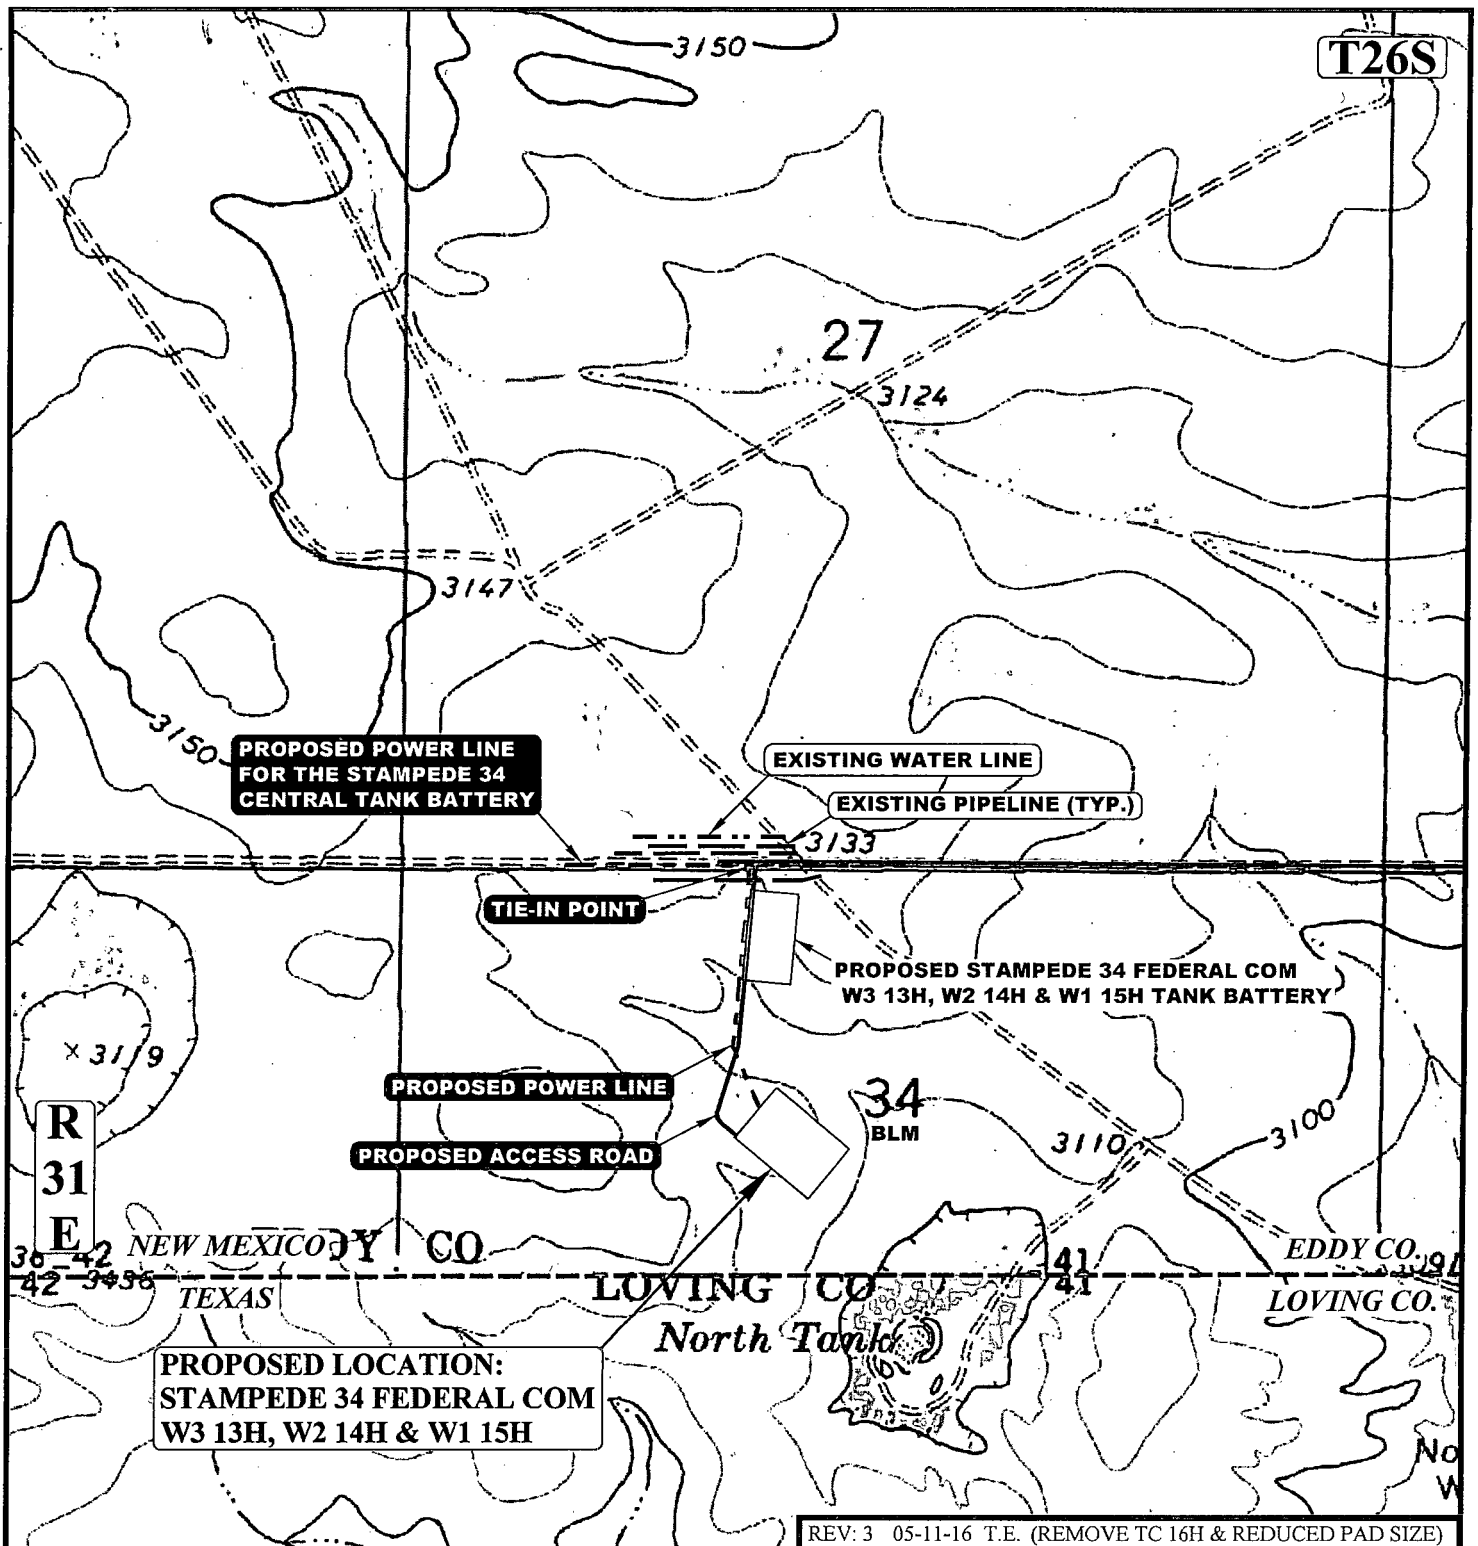 3150
T26S
27
3124
3147
3150
PROPOSED POWER LINE
FOR THE STAMPEDE 34
CENTRAL TANK BATTERY
EXISTING WATER LINE
EXISTING PIPELINE (TYP.)
3133
TIE-IN POINT
PROPOSED STAMPEDE 34 FEDERAL COM
W3 13H, W2 14H & W1 15H TANK BATTERY
3119
PROPOSED POWER LINE
34
BLM
3100
3110
PROPOSED ACCESS ROAD
R
31
E
NEW MEXICO
CO
EDDY CO.
41
41
42
TEXAS
LOVING CO
LOVING CO.
North Tank
PROPOSED LOCATION:
STAMPEDE 34 FEDERAL COM
W3 13H, W2 14H & W1 15H
No
W
REV: 3 05-11-16 T.E. (REMOVE TC 16H & REDUCED PAD SIZE)